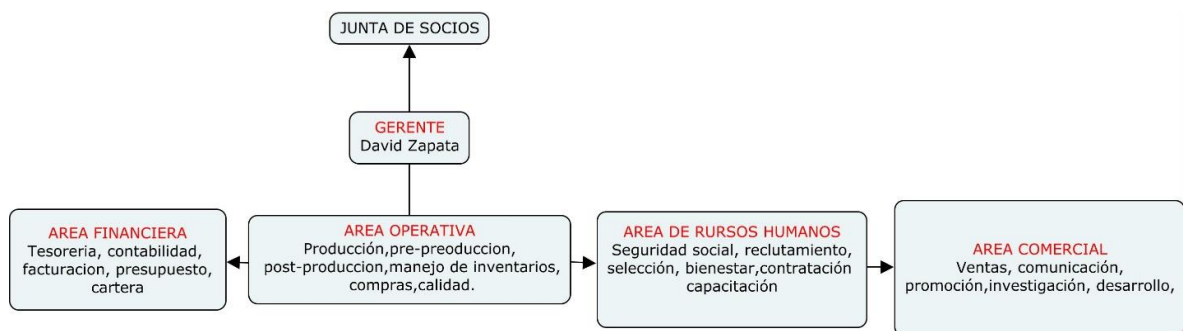 JUNTA DE SOCIOS
GERENTE
David Zapata
AREA FINANCIERA
Tesoreria, contabilidad,
facturacion, presupuesto,
cartera
AREA OPERATIVA
Producción,pre-preoduccion,
post-produccion,manejo de inventarios,
compras,calidad.
AREA DE RURSOS HUMANOS
Seguridad social, reclutamiento,
selección, bienestar,contratación
capacitación
AREA COMERCIAL
Ventas, comunicación,
promoción,investigación, desarrollo,